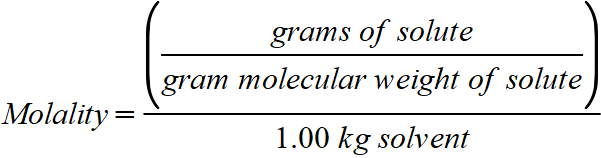 grams of solute
gram molecular weight of solute
Molality =
1.00 kg solvent